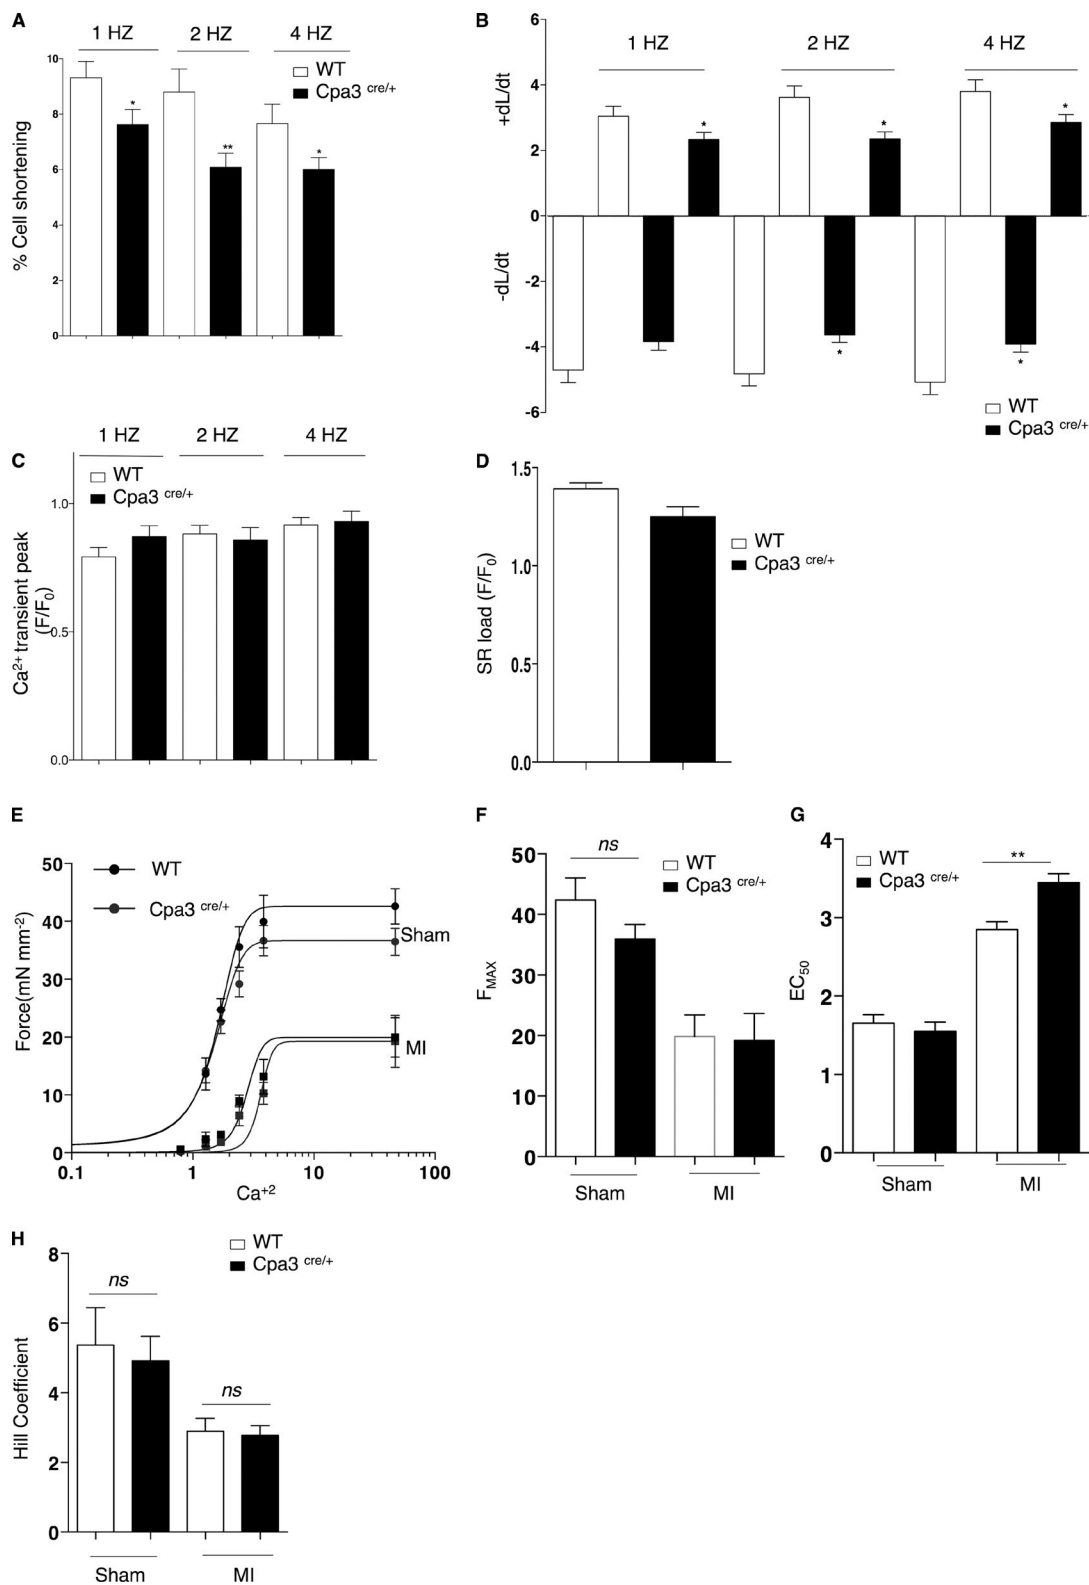 A
1 HZ 2 HZ 4 HZ
% Cell shortening
10
8
6
4
2
0
WT
Cpa3 cre/+
*
**
*
B
1 HZ 2 HZ 4 HZ
+dL/dt
-dL/dt
6
4
2
0
-2
-4
-6
* * *
* *
WT
Cpa3 cre/+
C
1 HZ 2 HZ 4 HZ
WT
Cpa3 cre/+
Ca2+ transient peak
(F/F0)
1.0
0.5
0.0
D
SR load (F/F0)
1.5
1.0
0.5
0.0
WT
Cpa3 cre/+
E
Force(mN mm-2)
50
40
30
20
10
0
WT
Cpa3 cre/+
Sham
MI
0.1 1 10 100
Ca+2
F
FMAX
50
40
30
20
10
0
ns
WT
Cpa3 cre/+
Sham MI
G
EC50
4
3
2
1
0
WT
Cpa3 cre/+
**
Sham MI
H
Hill Coefficient
8
6
4
2
0
WT
Cpa3 cre/+
ns
ns
Sham MI